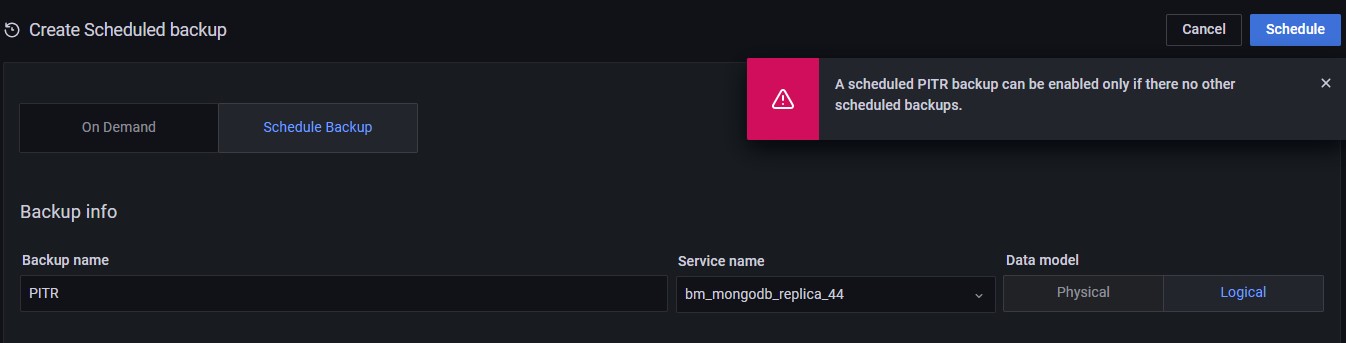 Create Scheduled backup
Cancel
Schedule
A scheduled PITR backup can be enabled only if there no other
scheduled backups.
On Demand
Schedule Backup
Backup info
Backup name
Service name
Data model
PITR
bm_mongodb_replica_44
Physical
Logical